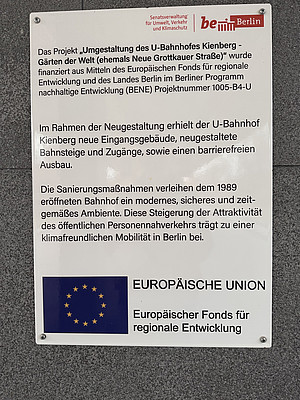 Senatsverwaltung
für Umwelt, Verkehr
und Klimaschutz
be Berlin
Das Projekt „Umgestaltung des U-Bahnhofes Kienberg -
Gärten der Welt (ehemals Neue Grottkauer Straße)" wurde
finanziert aus Mitteln des Europäischen Fonds für regionale
Entwicklung und des Landes Berlin im Berliner Programm
nachhaltige Entwicklung (BENE) Projektnummer 1005-B4-U
Im Rahmen der Neugestaltung erhielt der U-Bahnhof
Kienberg neue Eingangsgebäude, neugestaltete
Bahnsteige und Zugänge, sowie einen barrierefreien
Ausbau.
Die Sanierungsmaßnahmen verleihen dem 1989
eröffneten Bahnhof ein modernes, sicheres und zeit-
gemäßes Ambiente. Diese Steigerung der Attraktivität
des öffentlichen Personennahverkehrs trägt zu einer
klimafreundlichen Mobilität in Berlin bei.
EUROPÄISCHE UNION
Europäischer Fonds für
regionale Entwicklung